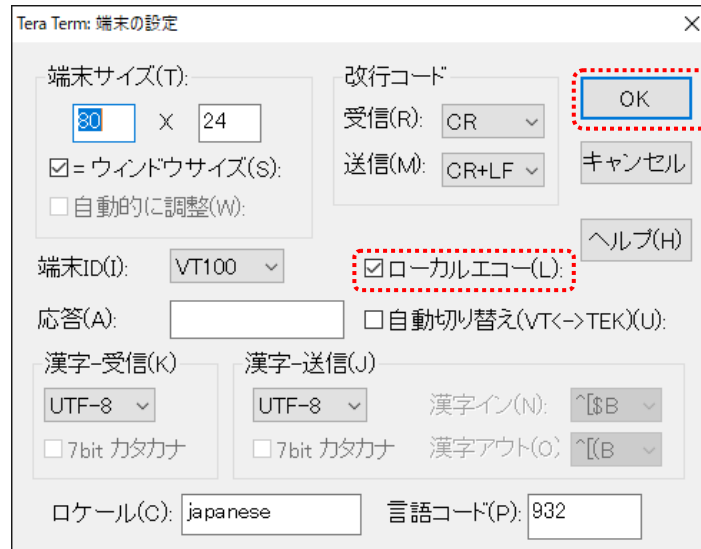 Tera Term: 端末の設定
端末サイズ(T):
80 X 24
= ウィンドウサイズ(S):
自動的に調整(W):
改行コード
受信(R): CR
送信(M): CR+LF
OK
キャンセル
ヘルプ(H)
端末ID(I): VT100
ローカルエコー(L):
応答(A):
自動切り替え(VT<->TEK)(U):
漢字-受信(K)
UTF-8
7bit カタカナ
漢字-送信(J)
UTF-8
7bit カタカナ
漢字イン(N): ^[$B
漢字アウト(O) ^[(B
ロケール(C): japanese
言語コード(P): 932